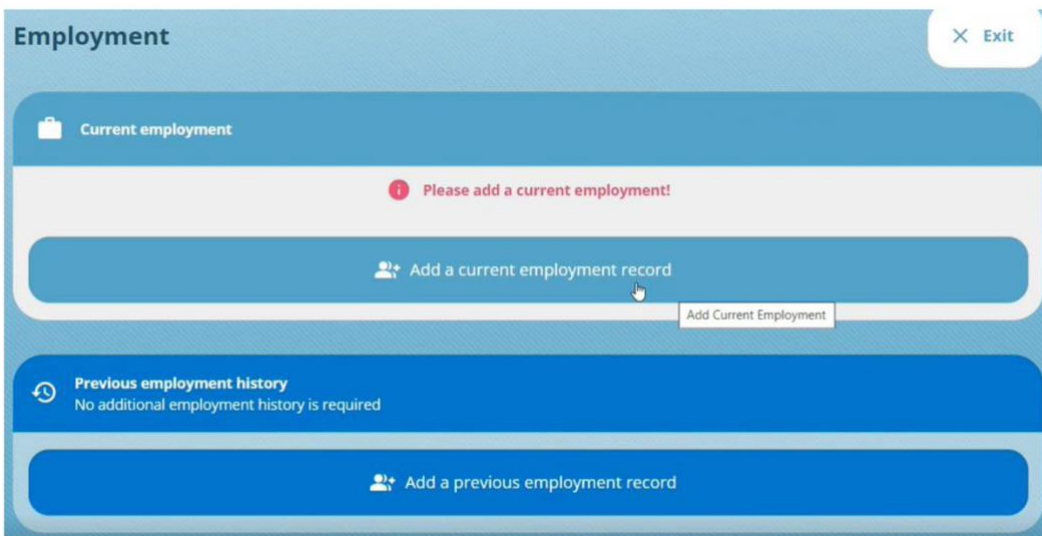 Employment
Exit
Current employment
Please add a current employment!
Add a current employment record
Add Current Employment
Previous employment history
No additional employment history is required
Add a previous employment record